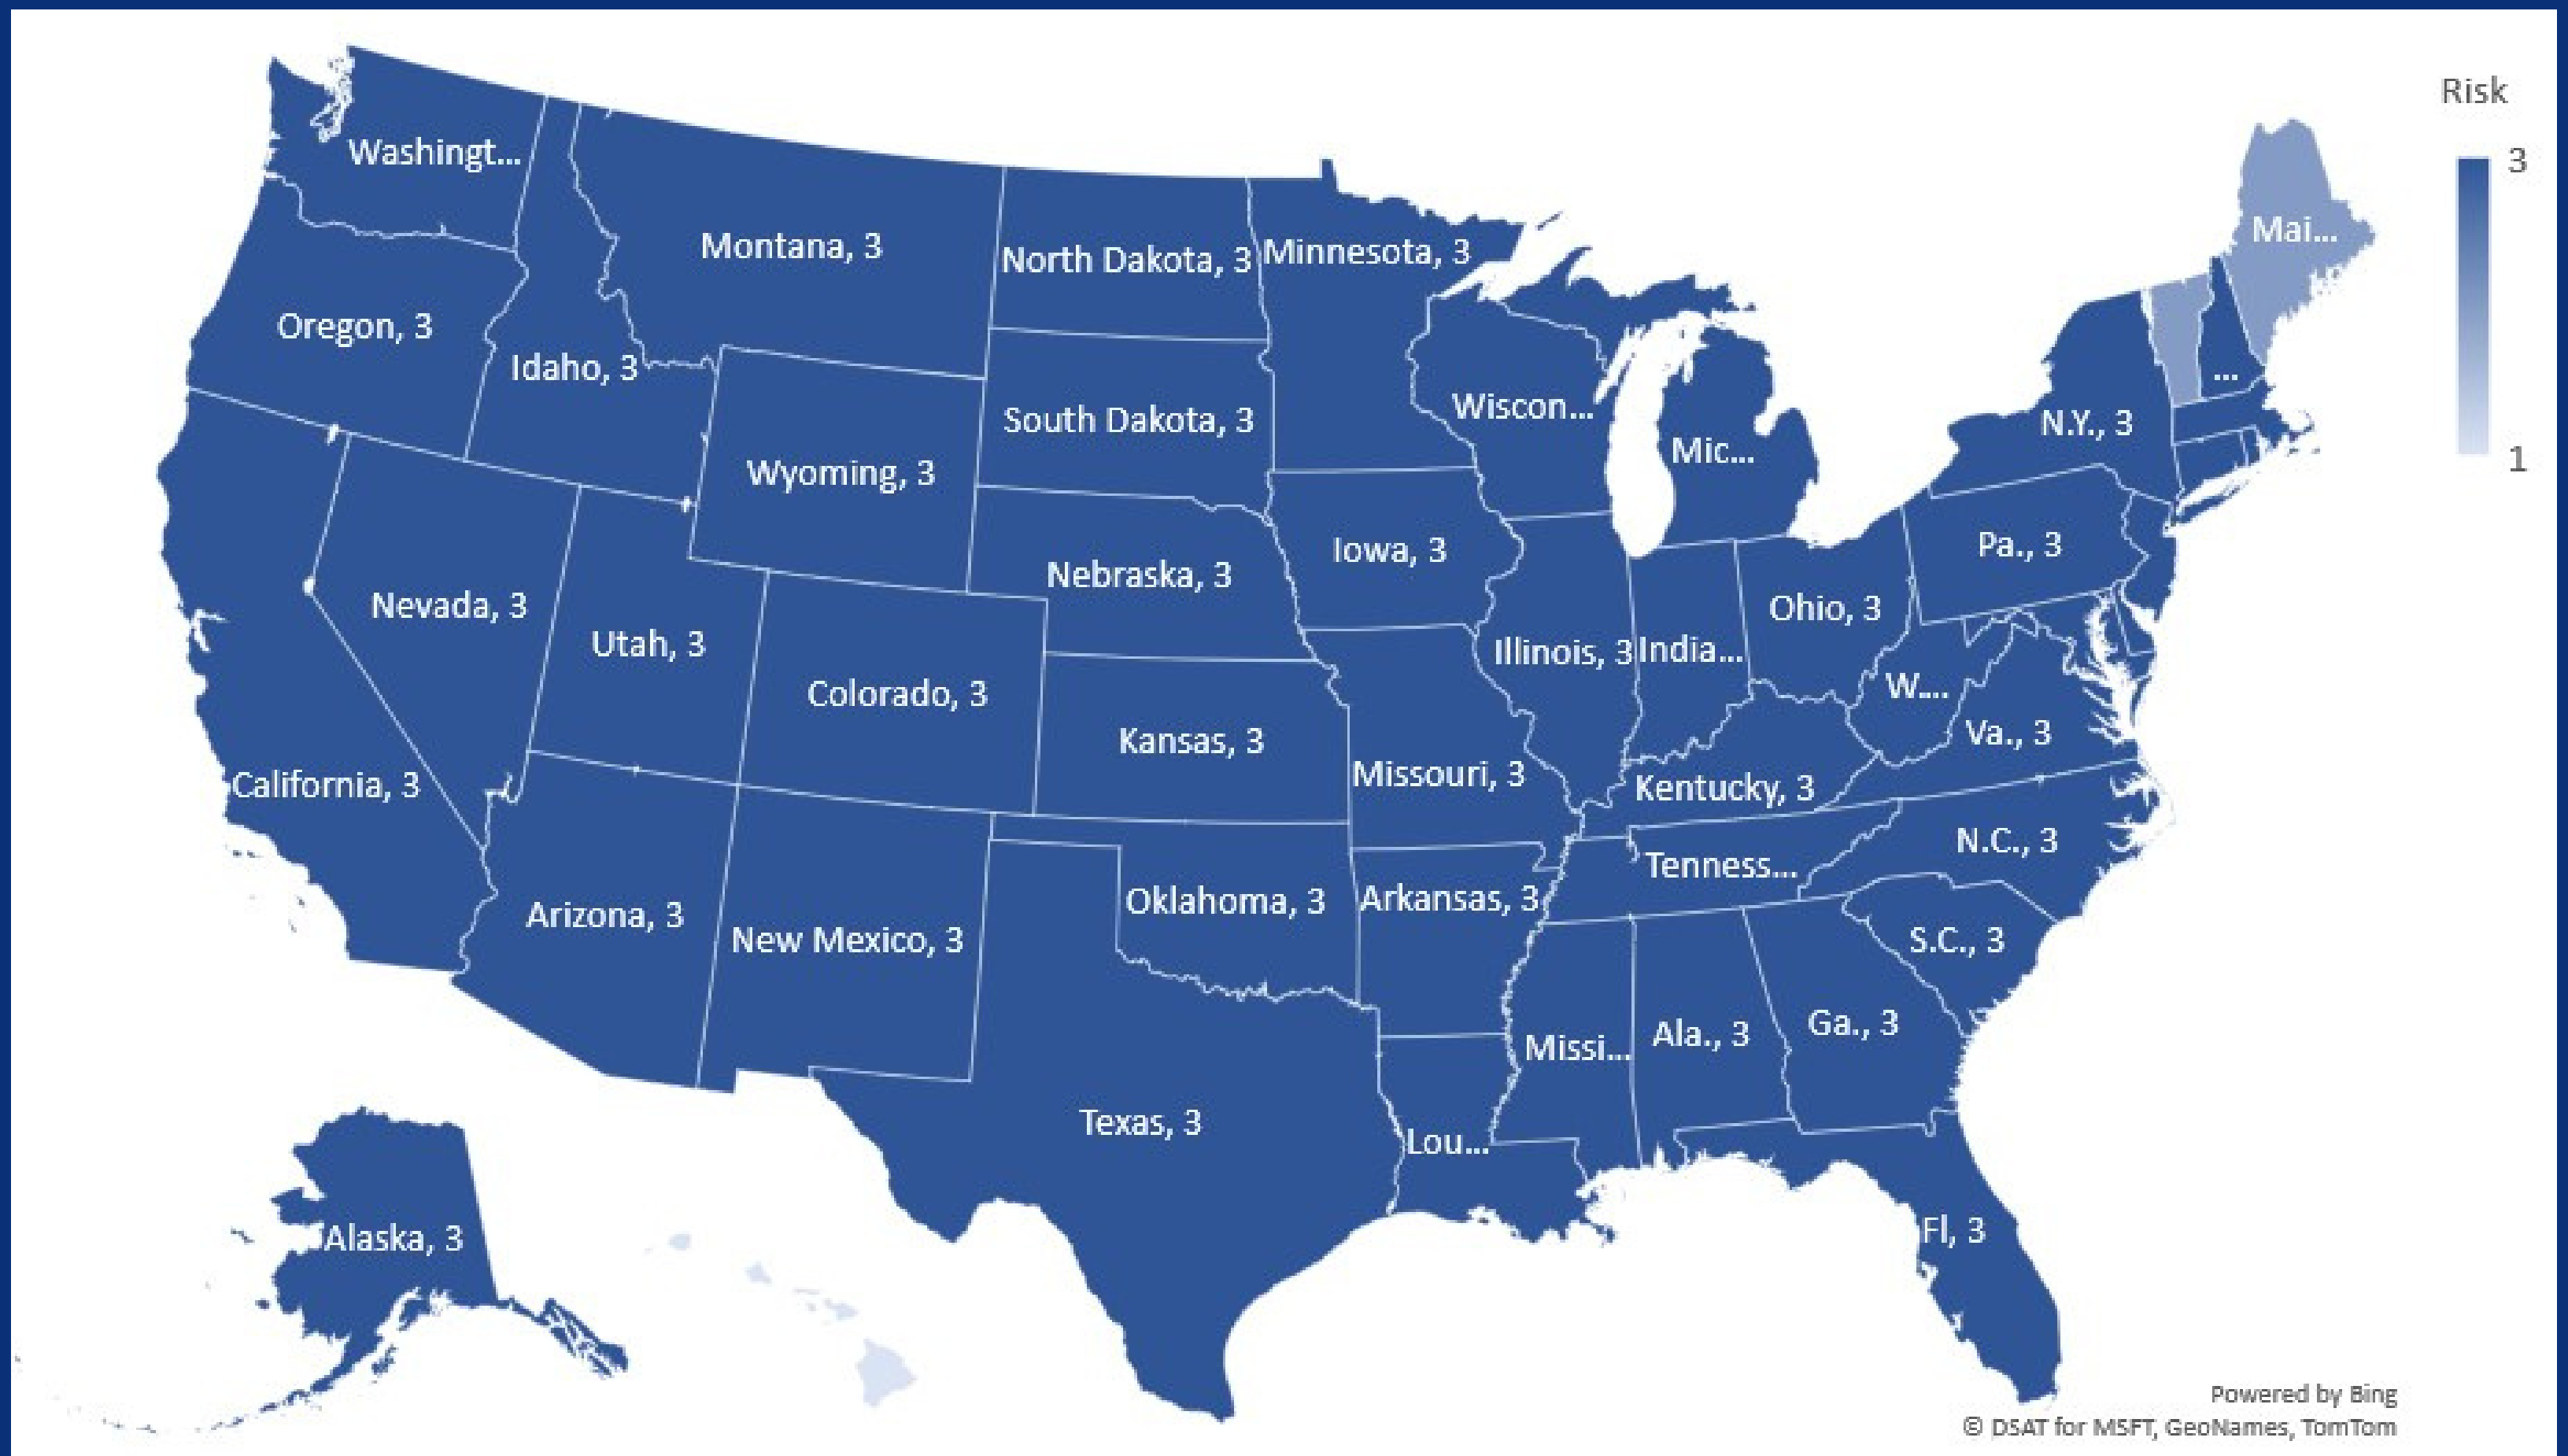 Risk
3
1
Washingt...
Montana, 3
North Dakota, 3
Minnesota, 3
Mai...
Oregon, 3
Idaho, 3
South Dakota, 3
Wiscon...
Mic...
...
N.Y., 3
Wyoming, 3
Iowa, 3
Pa., 3
Nebraska, 3
Nevada, 3
Utah, 3
Illinois, 3
India...
Ohio, 3
Colorado, 3
W....
Va., 3
Kansas, 3
California, 3
Missouri, 3
Kentucky, 3
N.C., 3
Tenness...
Arizona, 3
New Mexico, 3
Oklahoma, 3
Arkansas, 3
S.C., 3
Missi...
Ala., 3
Ga., 3
Texas, 3
Lou...
Alaska, 3
Fl, 3
Powered by Bing
© DSAT for MSFT, GeoNames, TomTom